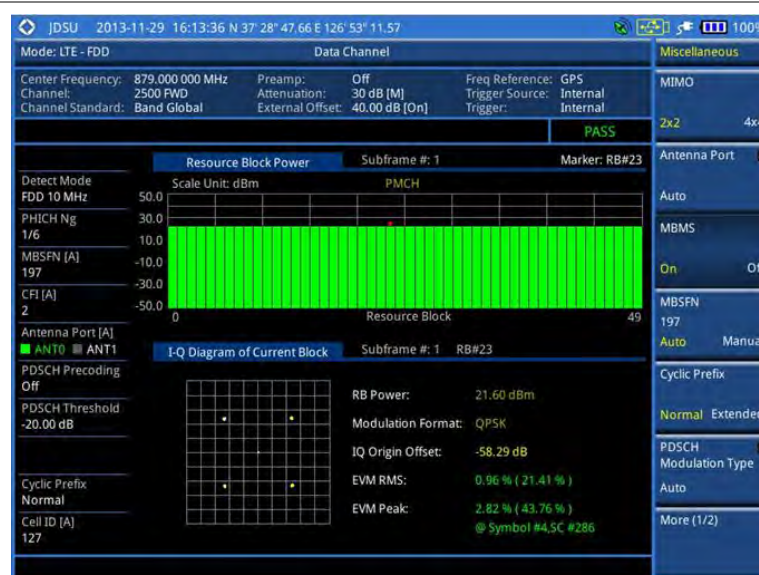 JDSU 2013-11-29 16:13:36 N 37' 28" 47.66 E 126' 53" 11.57 100%
Mode: LTE - FDD Data Channel Miscellaneous
Center Frequency: 879.000 000 MHz Preamp: Off Freq Reference: GPS
Channel: 2500 FWD Attenuation: 30 dB [M] Trigger Source: Internal
Channel Standard: Band Global External Offset: 40.00 dB [On] Trigger: Internal
PASS
Resource Block Power Subframe #: 1 Marker: RB#23
Scale Unit: dBm PMCH
50.0
30.0
10.0
-10.0
-30.0
-50.0
0 Resource Block 49
Detect Mode
FDD 10 MHz
PHICH Ng
1/6
MBSFN [A]
197
CFI [A]
2
Antenna Port [A]
ANT0 ANT1
PDSCH Precoding
Off
PDSCH Threshold
-20.00 dB
Cyclic Prefix
Normal
Cell ID [A]
127
I-Q Diagram of Current Block Subframe #: 1 RB#23
RB Power: 21.60 dBm
Modulation Format: QPSK
IQ Origin Offset: -58.29 dB
EVM RMS: 0.96 % ( 21.41 % )
EVM Peak: 2.82 % ( 43.76 % )
@ Symbol #4,SC #286
MIMO
2x2 4x4
Antenna Port
Auto
MBMS
On Of
MBSFN
197
Auto Manua
Cyclic Prefix
Normal Extended
PDSCH
Modulation Type
Auto
More (1/2)